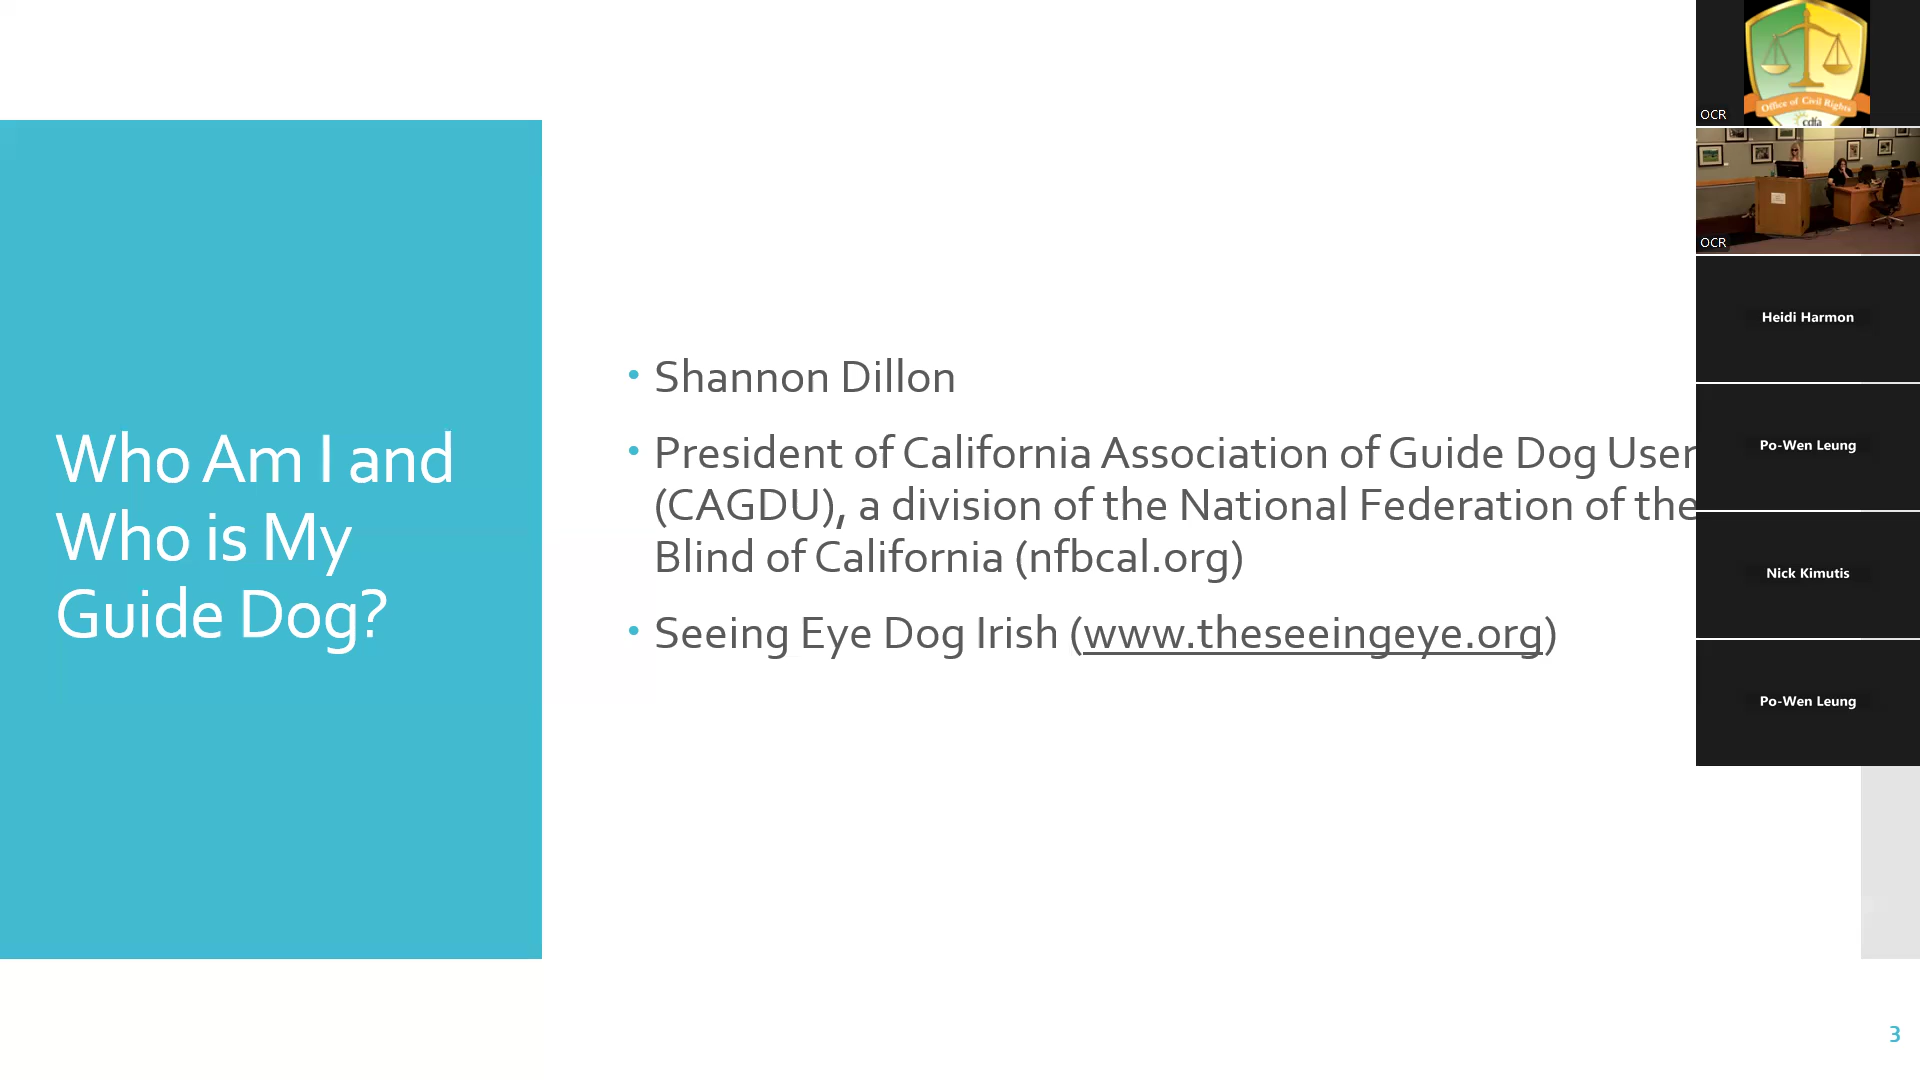 Who Am I and
Who is My
Guide Dog?
• Shannon Dillon
• President of California Association of Guide Dog User
(CAGDU), a division of the National Federation of the
Blind of California (nfbcal.org)
• Seeing Eye Dog Irish (www.theseeingeye.org)
Office of Civil Rights
cdfa
OCR
OCR
Heidi Harmon
Po-Wen Leung
Nick Kimutis
Po-Wen Leung
3